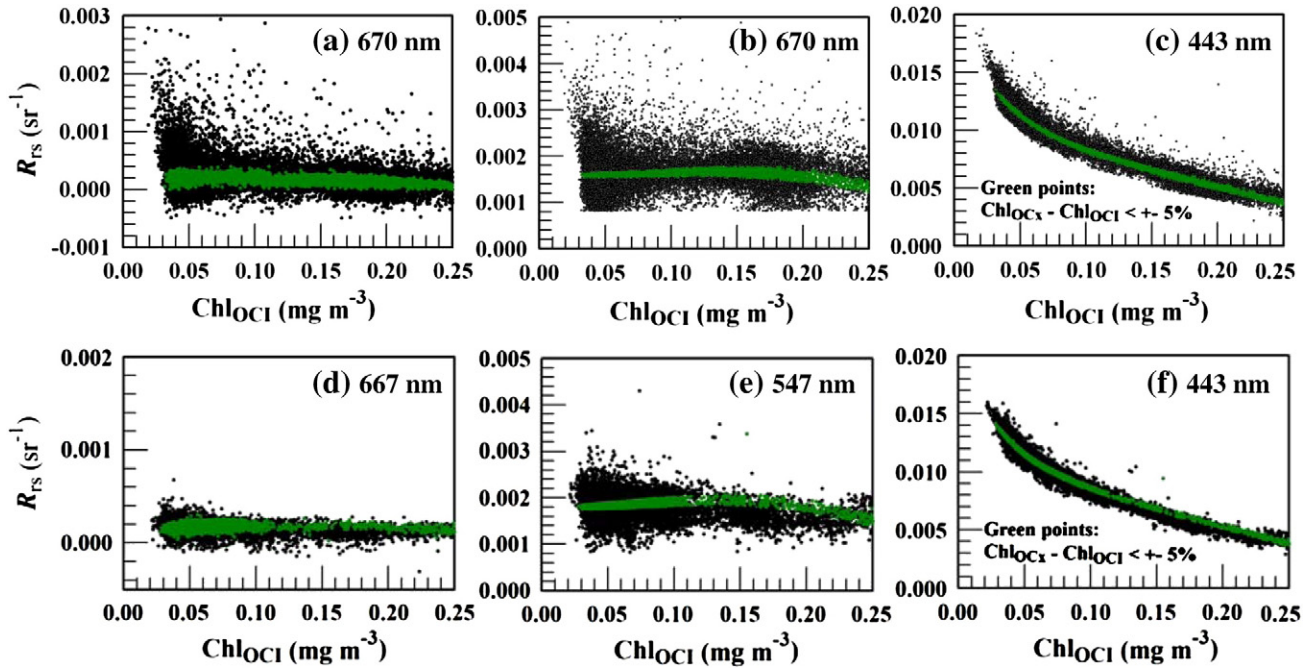 0.003
0.002
0.001
0.000
-0.001
Rrs (sr-1)
(a) 670 nm
0.00 0.05 0.10 0.15 0.20 0.25
ChlOCI (mg m-3)
0.005
0.004
0.003
0.002
0.001
0.000
(b) 670 nm
0.00 0.05 0.10 0.15 0.20 0.25
ChlOCI (mg m-3)
0.020
0.015
0.010
0.005
0.000
(c) 443 nm
Green points:
ChlOCx - ChlOCI < +- 5%
0.00 0.05 0.10 0.15 0.20 0.25
ChlOCI (mg m-3)
0.002
0.001
0.000
Rrs (sr-1)
(d) 667 nm
0.00 0.05 0.10 0.15 0.20 0.25
ChlOCI (mg m-3)
0.005
0.004
0.003
0.002
0.001
0.000
(e) 547 nm
0.00 0.05 0.10 0.15 0.20 0.25
ChlOCI (mg m-3)
0.020
0.015
0.010
0.005
0.000
(f) 443 nm
Green points:
ChlOCx - ChlOCI < +- 5%
0.00 0.05 0.10 0.15 0.20 0.25
ChlOCI (mg m-3)